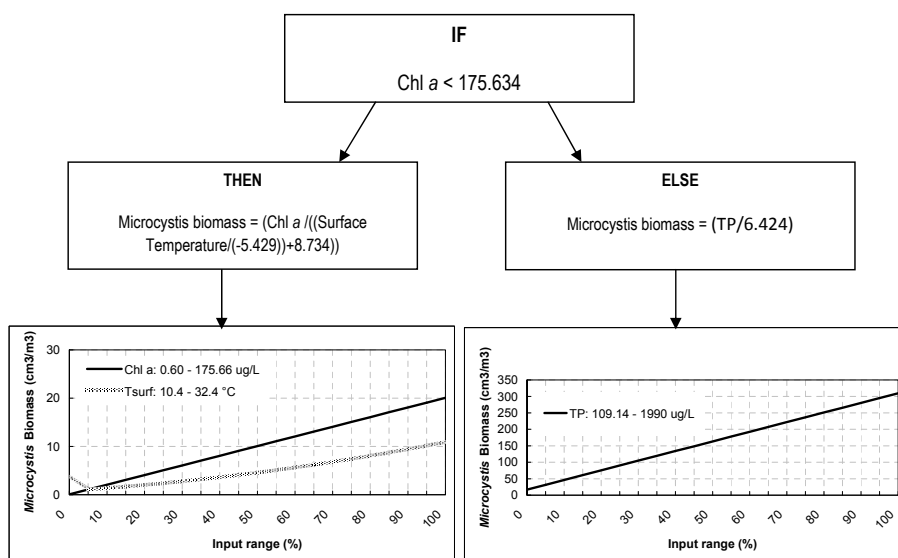 IF
Chl a < 175.634
THEN
Microcystis biomass = (Chl a /((Surface
Temperature/(-5.429))+8.734))
ELSE
Microcystis biomass = (TP/6.424)
Microcystis Biomass (cm3/m3)
30
20
10
0
Chl a: 0.60 - 175.66 ug/L
Tsurf: 10.4 - 32.4 °C
0 10 20 30 40 50 60 70 80 90 100
Input range (%)
Microcystis Biomass (cm3/m3)
350
300
250
200
150
100
50
0
TP: 109.14 - 1990 ug/L
0 10 20 30 40 50 60 70 80 90 100
Input range (%)